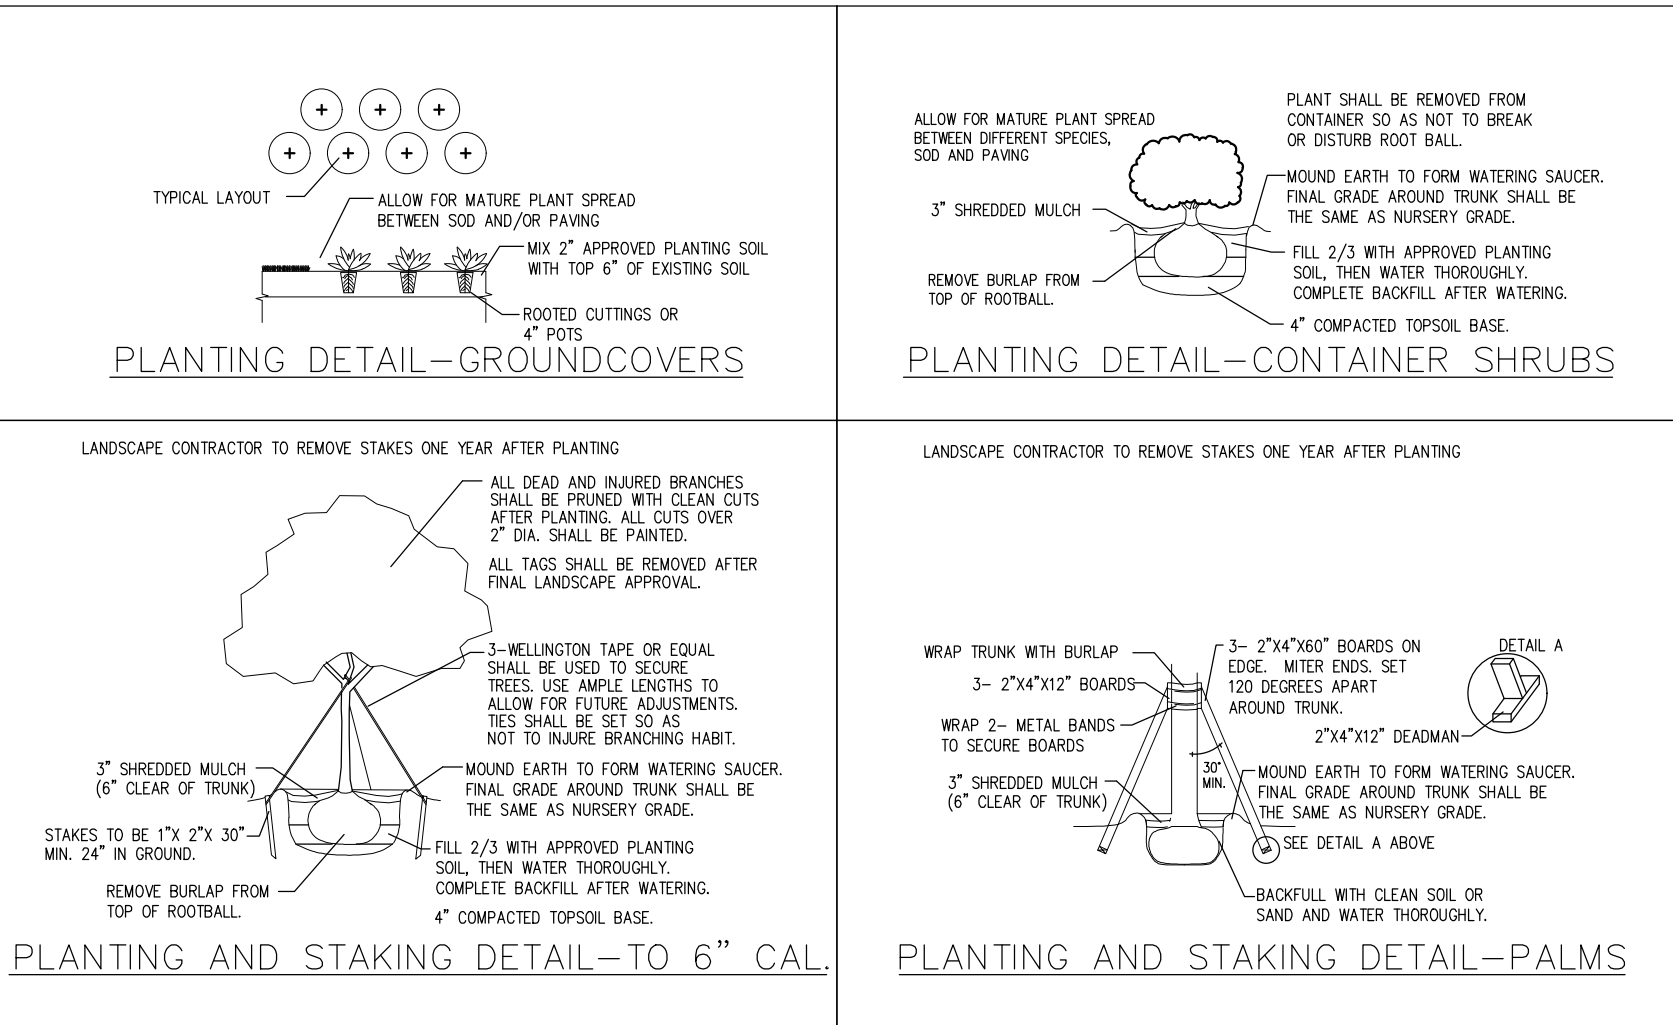 TYPICAL LAYOUT
ALLOW FOR MATURE PLANT SPREAD
BETWEEN SOD AND/OR PAVING
MIX 2" APPROVED PLANTING SOIL
WITH TOP 6" OF EXISTING SOIL
ROOTED CUTTINGS OR
4" POTS
PLANTING DETAIL-GROUNDCOVERS
ALLOW FOR MATURE PLANT SPREAD
BETWEEN DIFFERENT SPECIES,
SOD AND PAVING
PLANT SHALL BE REMOVED FROM
CONTAINER SO AS NOT TO BREAK
OR DISTURB ROOT BALL.
3" SHREDDED MULCH
MOUND EARTH TO FORM WATERING SAUCER.
FINAL GRADE AROUND TRUNK SHALL BE
THE SAME AS NURSERY GRADE.
REMOVE BURLAP FROM
TOP OF ROOTBALL.
FILL 2/3 WITH APPROVED PLANTING
SOIL, THEN WATER THOROUGHLY.
COMPLETE BACKFILL AFTER WATERING.
4" COMPACTED TOPSOIL BASE.
PLANTING DETAIL-CONTAINER SHRUBS
LANDSCAPE CONTRACTOR TO REMOVE STAKES ONE YEAR AFTER PLANTING
ALL DEAD AND INJURED BRANCHES
SHALL BE PRUNED WITH CLEAN CUTS
AFTER PLANTING. ALL CUTS OVER
2" DIA. SHALL BE PAINTED.
ALL TAGS SHALL BE REMOVED AFTER
FINAL LANDSCAPE APPROVAL.
3-WELLINGTON TAPE OR EQUAL
SHALL BE USED TO SECURE
TREES. USE AMPLE LENGTHS TO
ALLOW FOR FUTURE ADJUSTMENTS.
TIES SHALL BE SET SO AS
NOT TO INJURE BRANCHING HABIT.
3" SHREDDED MULCH
(6" CLEAR OF TRUNK)
MOUND EARTH TO FORM WATERING SAUCER.
FINAL GRADE AROUND TRUNK SHALL BE
THE SAME AS NURSERY GRADE.
STAKES TO BE 1"X 2"X 30"
MIN. 24" IN GROUND.
FILL 2/3 WITH APPROVED PLANTING
SOIL, THEN WATER THOROUGHLY.
COMPLETE BACKFILL AFTER WATERING.
REMOVE BURLAP FROM
TOP OF ROOTBALL.
4" COMPACTED TOPSOIL BASE.
PLANTING AND STAKING DETAIL-TO 6" CAL.
LANDSCAPE CONTRACTOR TO REMOVE STAKES ONE YEAR AFTER PLANTING
WRAP TRUNK WITH BURLAP
3- 2"X4"X12" BOARDS
WRAP 2- METAL BANDS
TO SECURE BOARDS
3" SHREDDED MULCH
(6" CLEAR OF TRUNK)
3- 2"X4"X60" BOARDS ON
EDGE. MITER ENDS. SET
120 DEGREES APART
AROUND TRUNK.
DETAIL A
2"X4"X12" DEADMAN
30°
MIN.
MOUND EARTH TO FORM WATERING SAUCER.
FINAL GRADE AROUND TRUNK SHALL BE
THE SAME AS NURSERY GRADE.
SEE DETAIL A ABOVE
BACKFULL WITH CLEAN SOIL OR
SAND AND WATER THOROUGHLY.
PLANTING AND STAKING DETAIL-PALMS